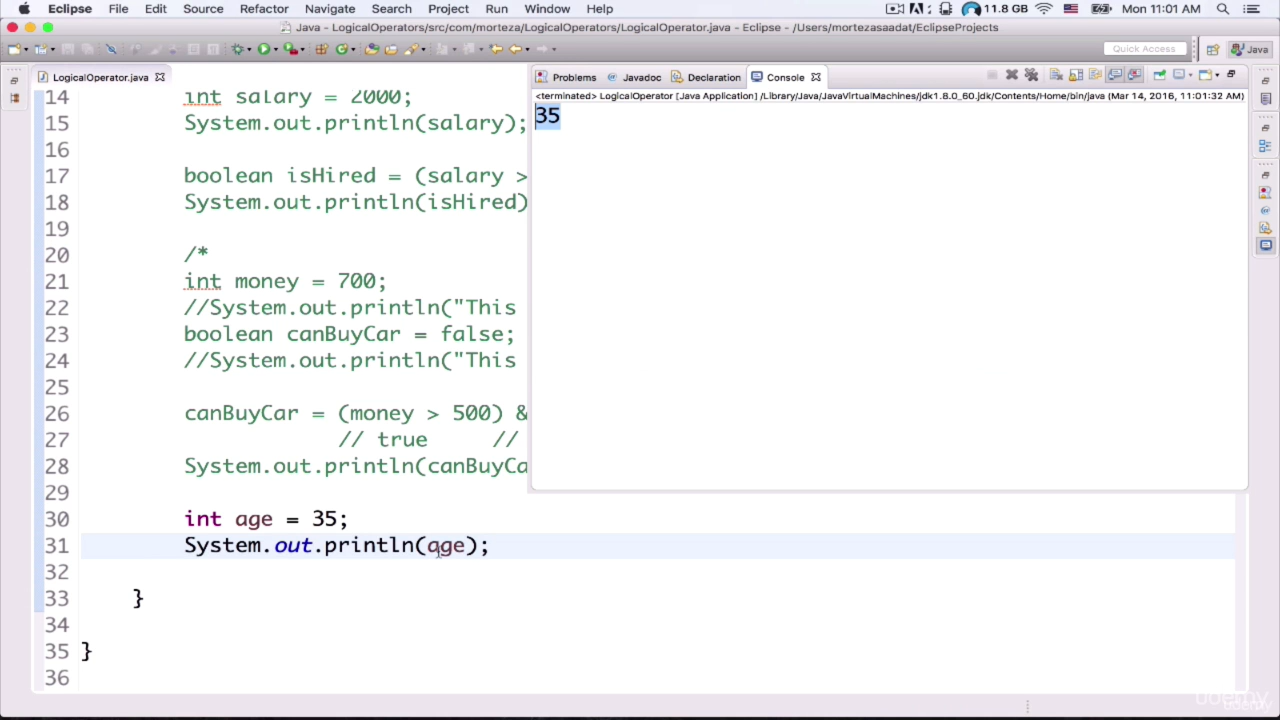 Eclipse File Edit Source Refactor Navigate Search Project Run Window Help 11.8 GB Mon 11:01 AM
Java - LogicalOperators/src/com/morteza/LogicalOperators/LogicalOperator.java - Eclipse - /Users/mortezasaadat/EclipseProjects
Quick Access Java
LogicalOperator.java
Problems Javadoc Declaration Console
<terminated> LogicalOperator [Java Application] /Library/Java/JavaVirtualMachines/jdk1.8.0_60.jdk/Contents/Home/bin/java (Mar 14, 2016, 11:01:32 AM)
35
14 int salary = 2000;
15 System.out.println(salary);
16
17 boolean isHired = (salary >
18 System.out.println(isHired)
19
20 /*
21 int money = 700;
22 //System.out.println("This
23 boolean canBuyCar = false;
24 //System.out.println("This
25
26 canBuyCar = (money > 500) &
27 // true //
28 System.out.println(canBuyCa
29
30 int age = 35;
31 System.out.println(age);
32
33 }
34
35 }
36
udemy